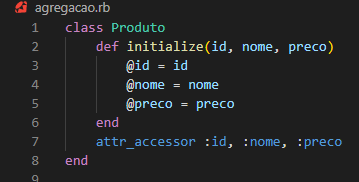 agregacao.rb
1 class Produto
2     def initialize(id, nome, preco)
3         @id = id
4         @nome = nome
5         @preco = preco
6     end
7     attr_accessor :id, :nome, :preco
8 end